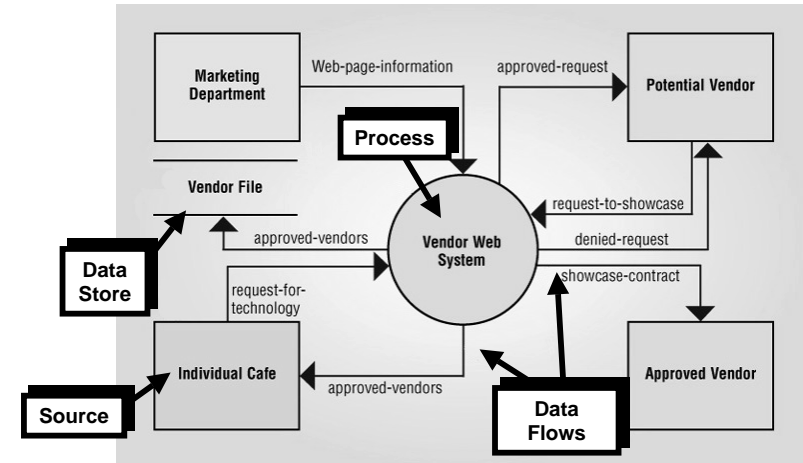 Marketing
Department
Web-page-information
approved-request
Potential Vendor
Process
Vendor File
request-to-showcase
approved-vendors
Vendor Web
System
denied-request
Data
Store
request-for-
technology
showcase-contract
Individual Cafe
approved-vendors
Approved Vendor
Source
Data
Flows